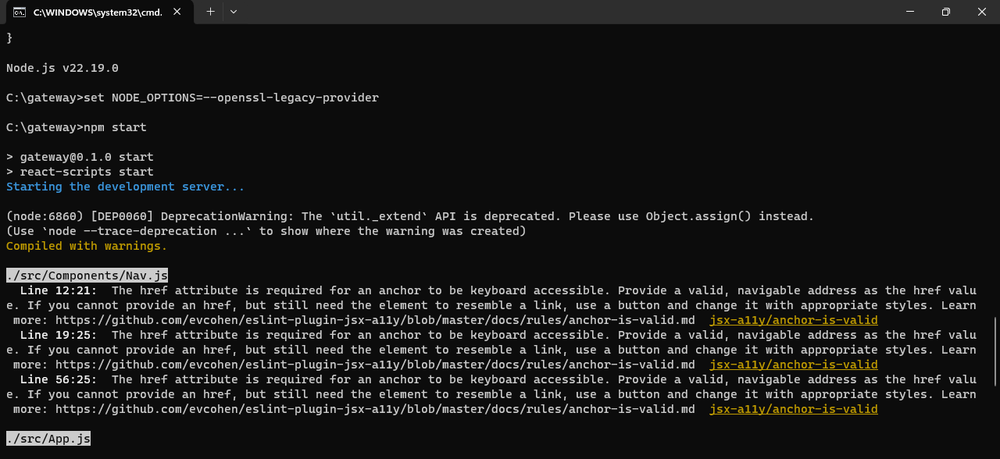 C:\WINDOWS\system32\cmd.
}
Node.js v22.19.0
C:\gateway>set NODE_OPTIONS=--openssl-legacy-provider
C:\gateway>npm start
> gateway@0.1.0 start
> react-scripts start
Starting the development server...
(node:6860) [DEP0060] DeprecationWarning: The `util._extend` API is deprecated. Please use Object.assign() instead.
(Use `node --trace-deprecation ...` to show where the warning was created)
Compiled with warnings.
./src/Components/Nav.js
  Line 12:21:  The href attribute is required for an anchor to be keyboard accessible. Provide a valid, navigable address as the href valu
e. If you cannot provide an href, but still need the element to resemble a link, use a button and change it with appropriate styles. Learn
 more: https://github.com/evcohen/eslint-plugin-jsx-a11y/blob/master/docs/rules/anchor-is-valid.md  jsx-a11y/anchor-is-valid
  Line 19:25:  The href attribute is required for an anchor to be keyboard accessible. Provide a valid, navigable address as the href valu
e. If you cannot provide an href, but still need the element to resemble a link, use a button and change it with appropriate styles. Learn
 more: https://github.com/evcohen/eslint-plugin-jsx-a11y/blob/master/docs/rules/anchor-is-valid.md  jsx-a11y/anchor-is-valid
  Line 56:25:  The href attribute is required for an anchor to be keyboard accessible. Provide a valid, navigable address as the href valu
e. If you cannot provide an href, but still need the element to resemble a link, use a button and change it with appropriate styles. Learn
 more: https://github.com/evcohen/eslint-plugin-jsx-a11y/blob/master/docs/rules/anchor-is-valid.md  jsx-a11y/anchor-is-valid
./src/App.js